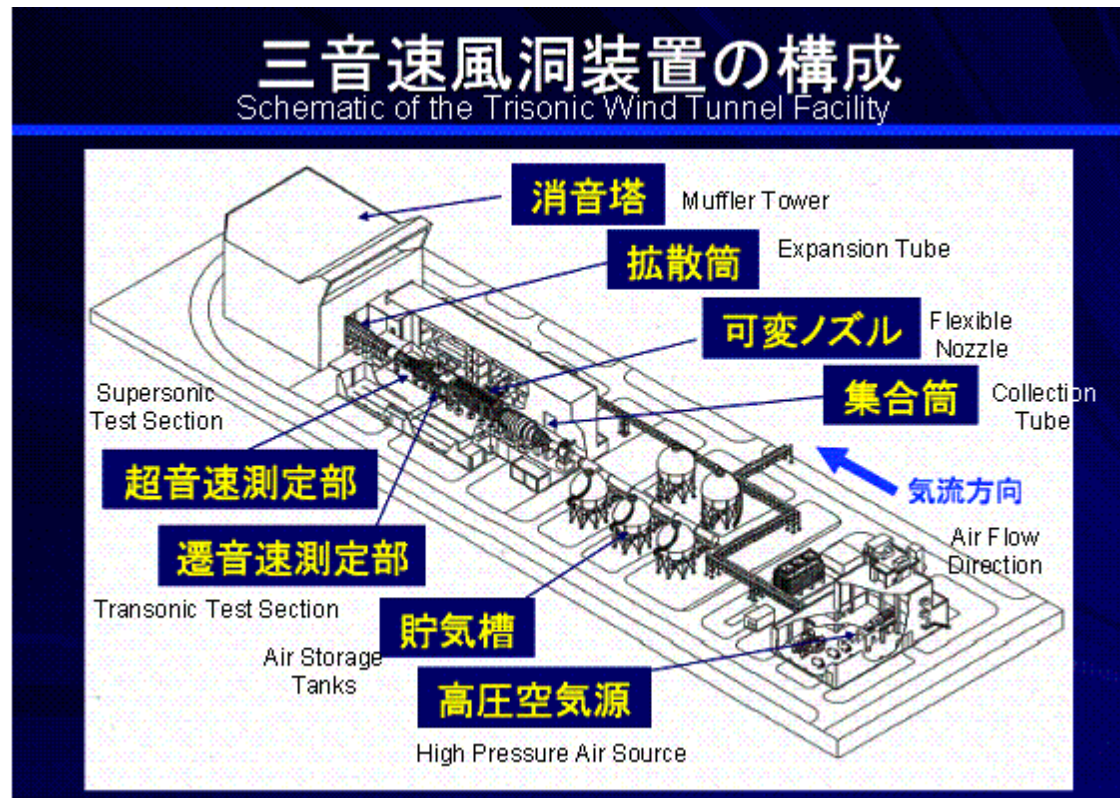 三音速風洞装置の構成
Schematic of the Trisonic Wind Tunnel Facility
消音塔
Muffler Tower
拡散筒
Expansion Tube
可変ノズル
Flexible
Nozzle
集合筒
Collection
Tube
Supersonic
Test Section
超音速測定部
気流方向
Air Flow
Direction
遷音速測定部
Transonic Test Section
貯気槽
Air Storage
Tanks
高圧空気源
High Pressure Air Source